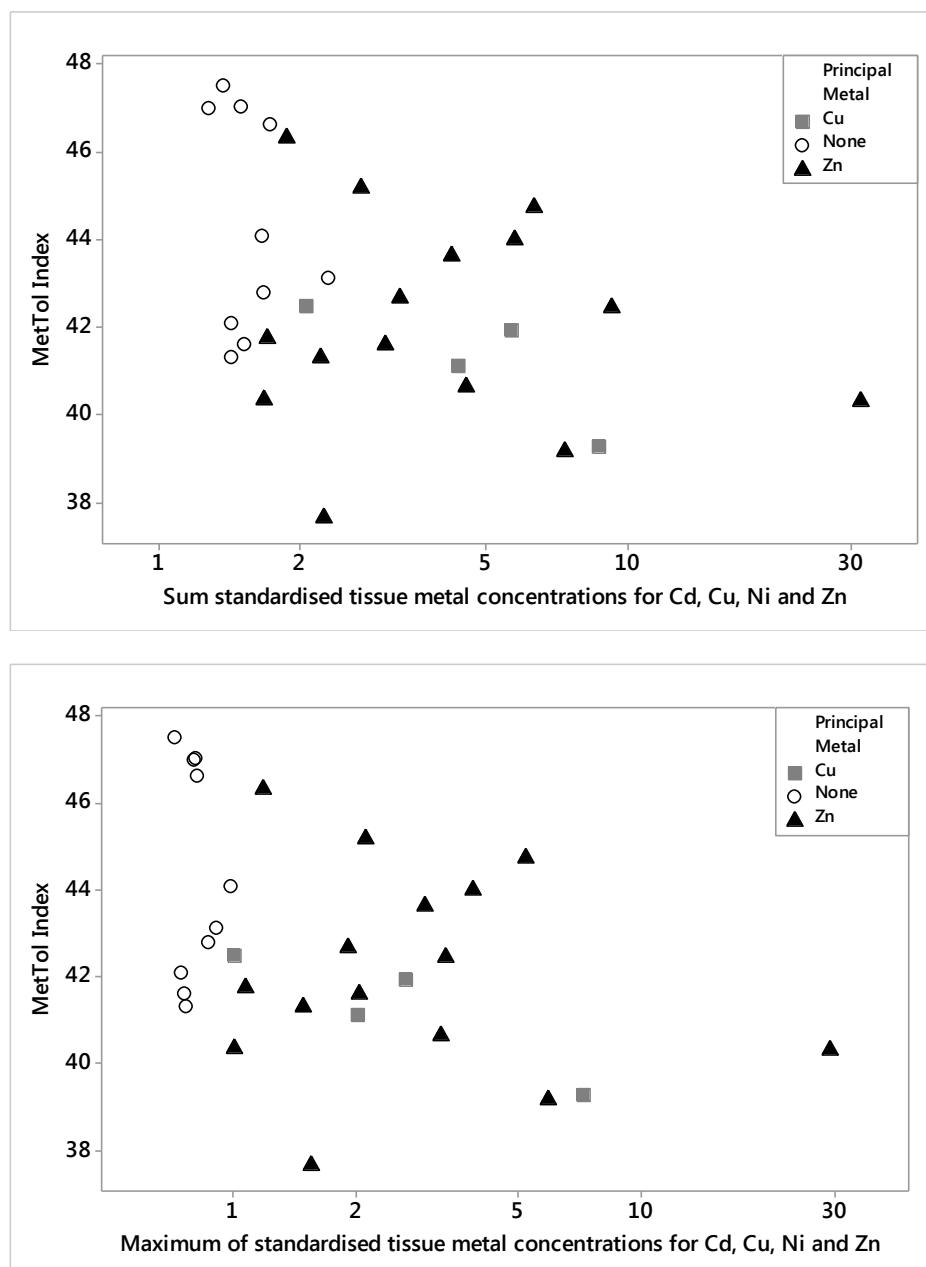 48
46
44
42
40
38
MetTol Index
1 2 5 10 30
Sum standardised tissue metal concentrations for Cd, Cu, Ni and Zn
Principal
Metal
Cu
None
Zn
48
46
44
42
40
38
MetTol Index
1 2 5 10 30
Maximum of standardised tissue metal concentrations for Cd, Cu, Ni and Zn
Principal
Metal
Cu
None
Zn